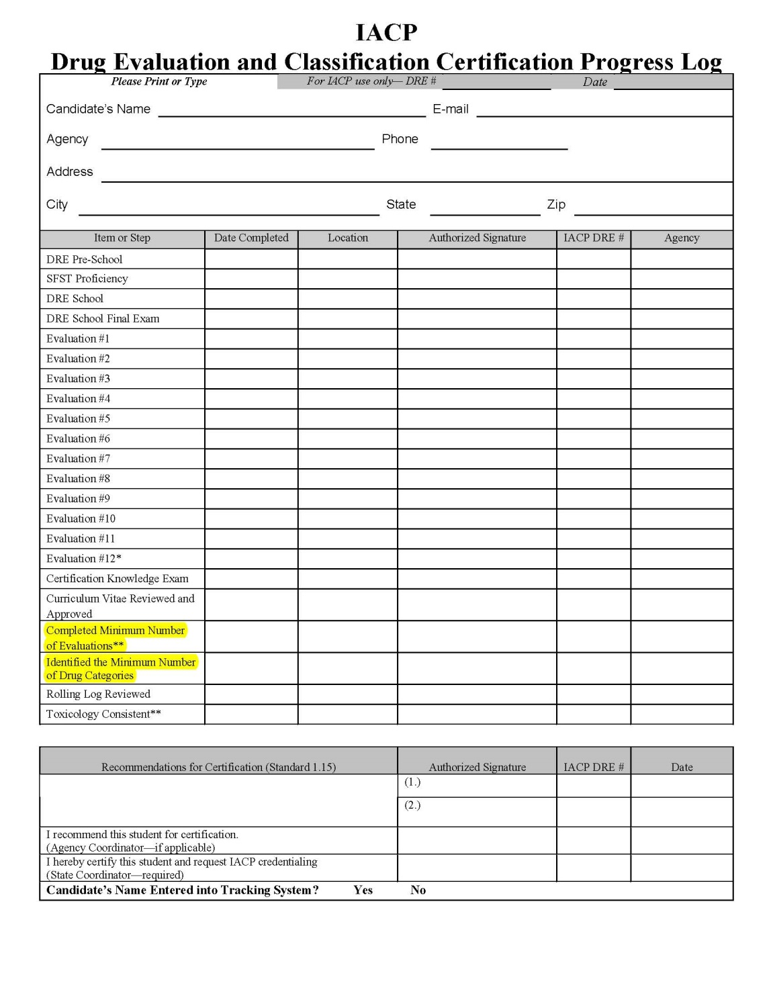 IACP
Drug Evaluation and Classification Certification Progress Log
Please Print or Type For IACP use only— DRE # Date
Candidate's Name E-mail
Agency Phone
Address
City State Zip
Item or Step Date Completed Location Authorized Signature IACP DRE # Agency
DRE Pre-School
SFST Proficiency
DRE School
DRE School Final Exam
Evaluation #1
Evaluation #2
Evaluation #3
Evaluation #4
Evaluation #5
Evaluation #6
Evaluation #7
Evaluation #8
Evaluation #9
Evaluation #10
Evaluation #11
Evaluation #12*
Certification Knowledge Exam
Curriculum Vitae Reviewed and
Approved
Completed Minimum Number
of Evaluations**
Identified the Minimum Number
of Drug Categories
Rolling Log Reviewed
Toxicology Consistent**
Recommendations for Certification (Standard 1.15) Authorized Signature IACP DRE # Date
(1.)
(2.)
I recommend this student for certification.
(Agency Coordinator—if applicable)
I hereby certify this student and request IACP credentialing
(State Coordinator—required)
Candidate's Name Entered into Tracking System? Yes No